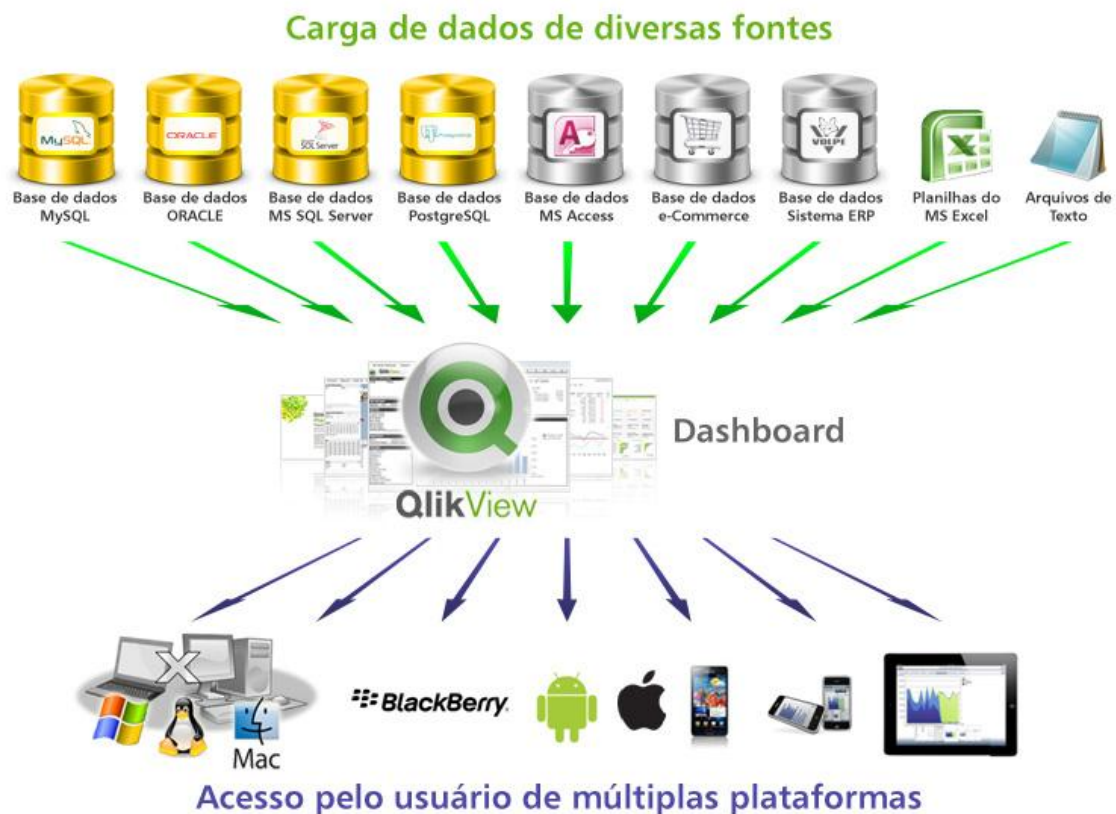 Carga de dados de diversas fontes
MySQL
ORACLE
SQL Server
PostgreSQL
A
VOLPE
X
Base de dados MySQL
Base de dados ORACLE
Base de dados MS SQL Server
Base de dados PostgreSQL
Base de dados MS Access
Base de dados e-Commerce
Base de dados Sistema ERP
Planilhas do MS Excel
Arquivos de Texto
Dashboard
QlikView
X
BlackBerry
Mac
Acesso pelo usuário de múltiplas plataformas